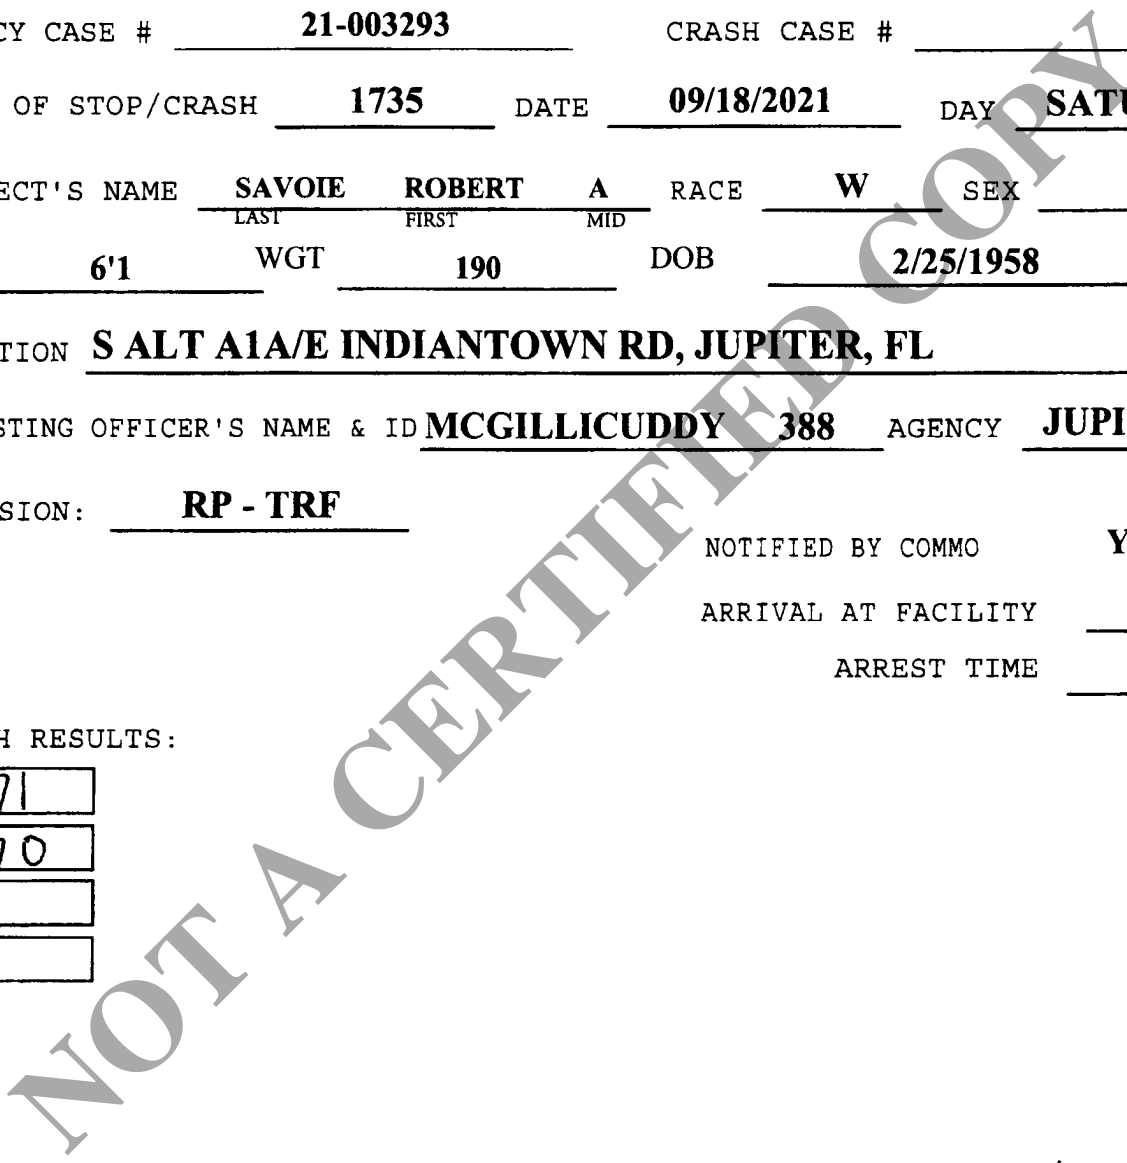 CY CASE # 21-003293 CRASH CASE #
OF STOP/CRASH 1735 DATE 09/18/2021 DAY SATU
ECT'S NAME SAVOIE ROBERT A RACE W SEX
LAST FIRST MID
6'1 WGT 190 DOB 2/25/1958
TION S ALT A1A/E INDIANTOWN RD, JUPITER, FL
STING OFFICER'S NAME & ID MCGILLICUDDY 388 AGENCY JUPI
SION: RP - TRF
NOTIFIED BY COMMO Y
ARRIVAL AT FACILITY
ARREST TIME
H RESULTS:
71
70
NOT A CERTIFIED COPY